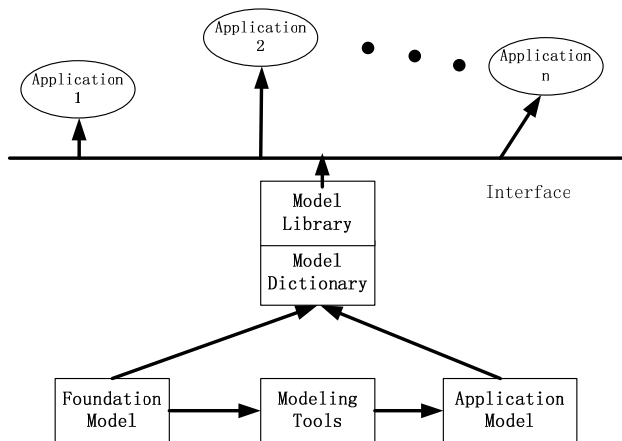 Application
1
Application
2
Application
n
Interface
Model
Library
Model
Dictionary
Foundation
Model
Modeling
Tools
Application
Model